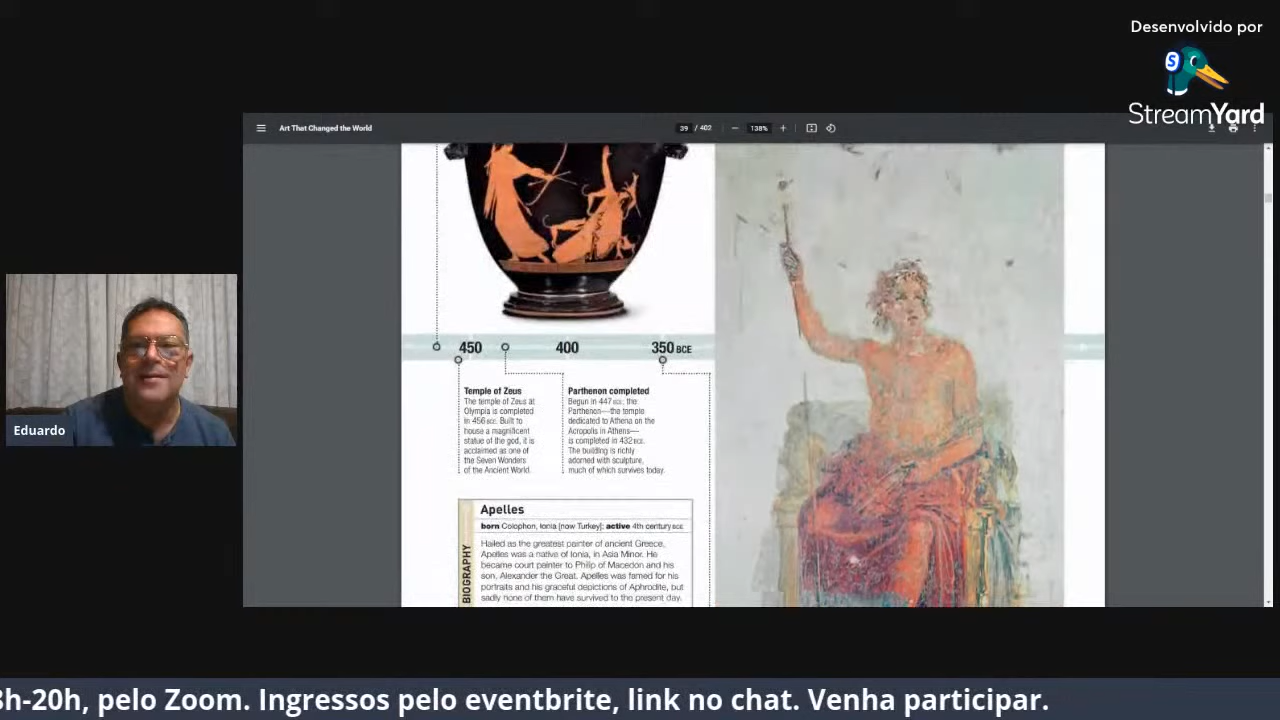 Desenvolvido por
StreamYard
Art That Changed the World
39 / 402
138%
450
400
350 BCE
Temple of Zeus
The temple of Zeus at
Olympia is completed
in 456 BCE. Built to
house a magnificent
statue of the god, it is
acclaimed as one of
the Seven Wonders
of the Ancient World.
Parthenon completed
Begun in 447 BCE, the
Parthenon—the temple
dedicated to Athena on the
Acropolis in Athens—
is completed in 432 BCE.
The building is richly
adorned with sculpture,
much of which survives today.
BIOGRAPHY
Apelles
born Colophon, Ionia [now Turkey]; active 4th century BCE
Hailed as the greatest painter of ancient Greece,
Apelles was a native of Ionia, in Asia Minor. He
became court painter to Philip of Macedon and his
son, Alexander the Great. Apelles was famed for his
portraits and his graceful depictions of Aphrodite, but
sadly none of them have survived to the present day.
Eduardo
h-20h, pelo Zoom. Ingressos pelo eventbrite, link no chat. Venha participar.